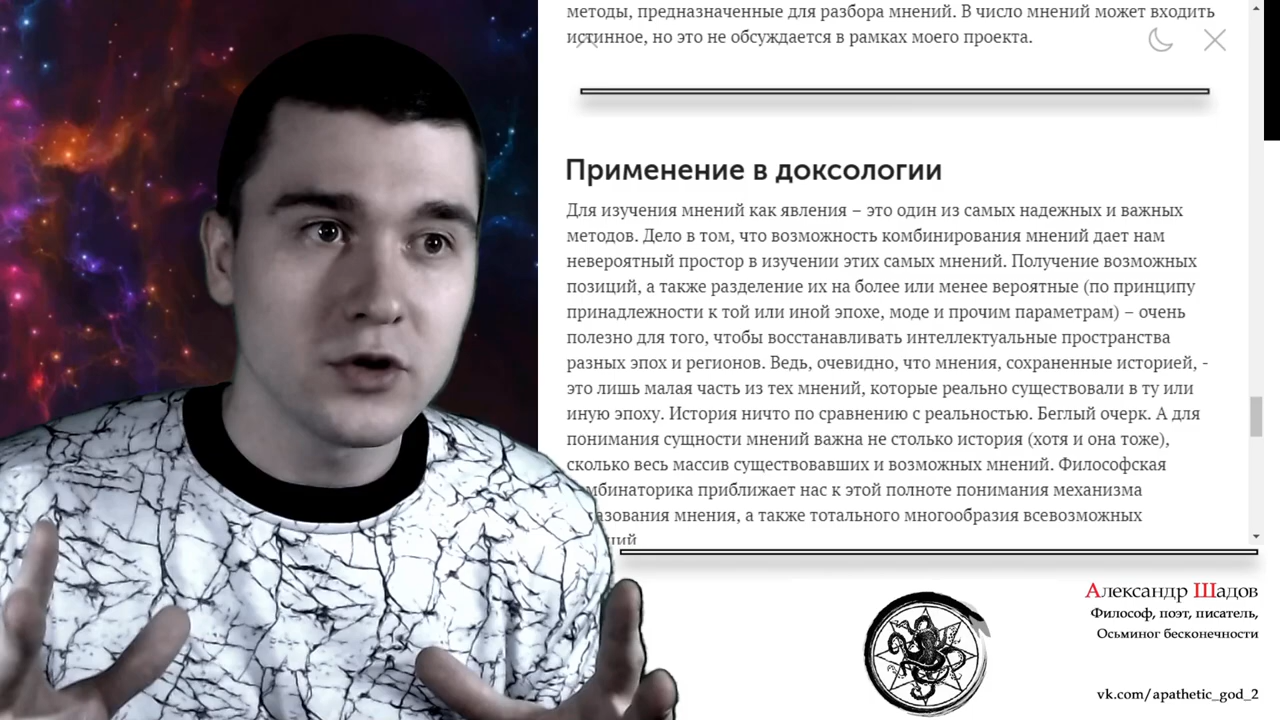 методы, предназначенные для разбора мнений. В число мнений может входить
истинное, но это не обсуждается в рамках моего проекта.
Применение в доксологии
Для изучения мнений как явления – это один из самых надежных и важных
методов. Дело в том, что возможность комбинирования мнений дает нам
невероятный простор в изучении этих самых мнений. Получение возможных
позиций, а также разделение их на более или менее вероятные (по принципу
принадлежности к той или иной эпохе, моде и прочим параметрам) – очень
полезно для того, чтобы восстанавливать интеллектуальные пространства
разных эпох и регионов. Ведь, очевидно, что мнения, сохраненные историей, -
это лишь малая часть из тех мнений, которые реально существовали в ту или
иную эпоху. История ничто по сравнению с реальностью. Беглый очерк. А для
понимания сущности мнений важна не столько история (хотя и она тоже),
сколько весь массив существовавших и возможных мнений. Философская
мбинаторика приближает нас к этой полноте понимания механизма
азования мнения, а также тотального многообразия всевозможных
Александр Шадов
Философ, поэт, писатель,
Осьминог бесконечности
vk.com/apathetic_god_2